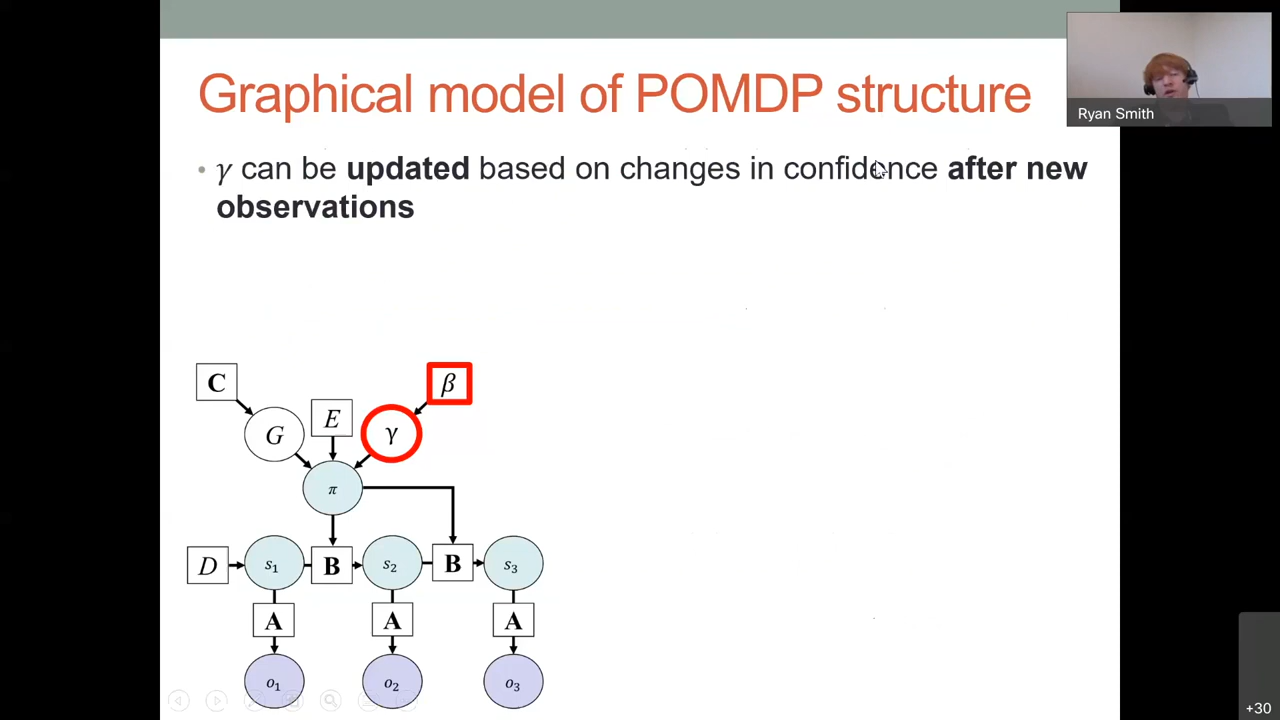 Graphical model of POMDP structure
Ryan Smith
• γ can be updated based on changes in confidence after new
observations
C
β
E
G
γ
π
D
s₁
B
s₂
B
s₃
A
A
A
o₁
o₂
o₃
+30